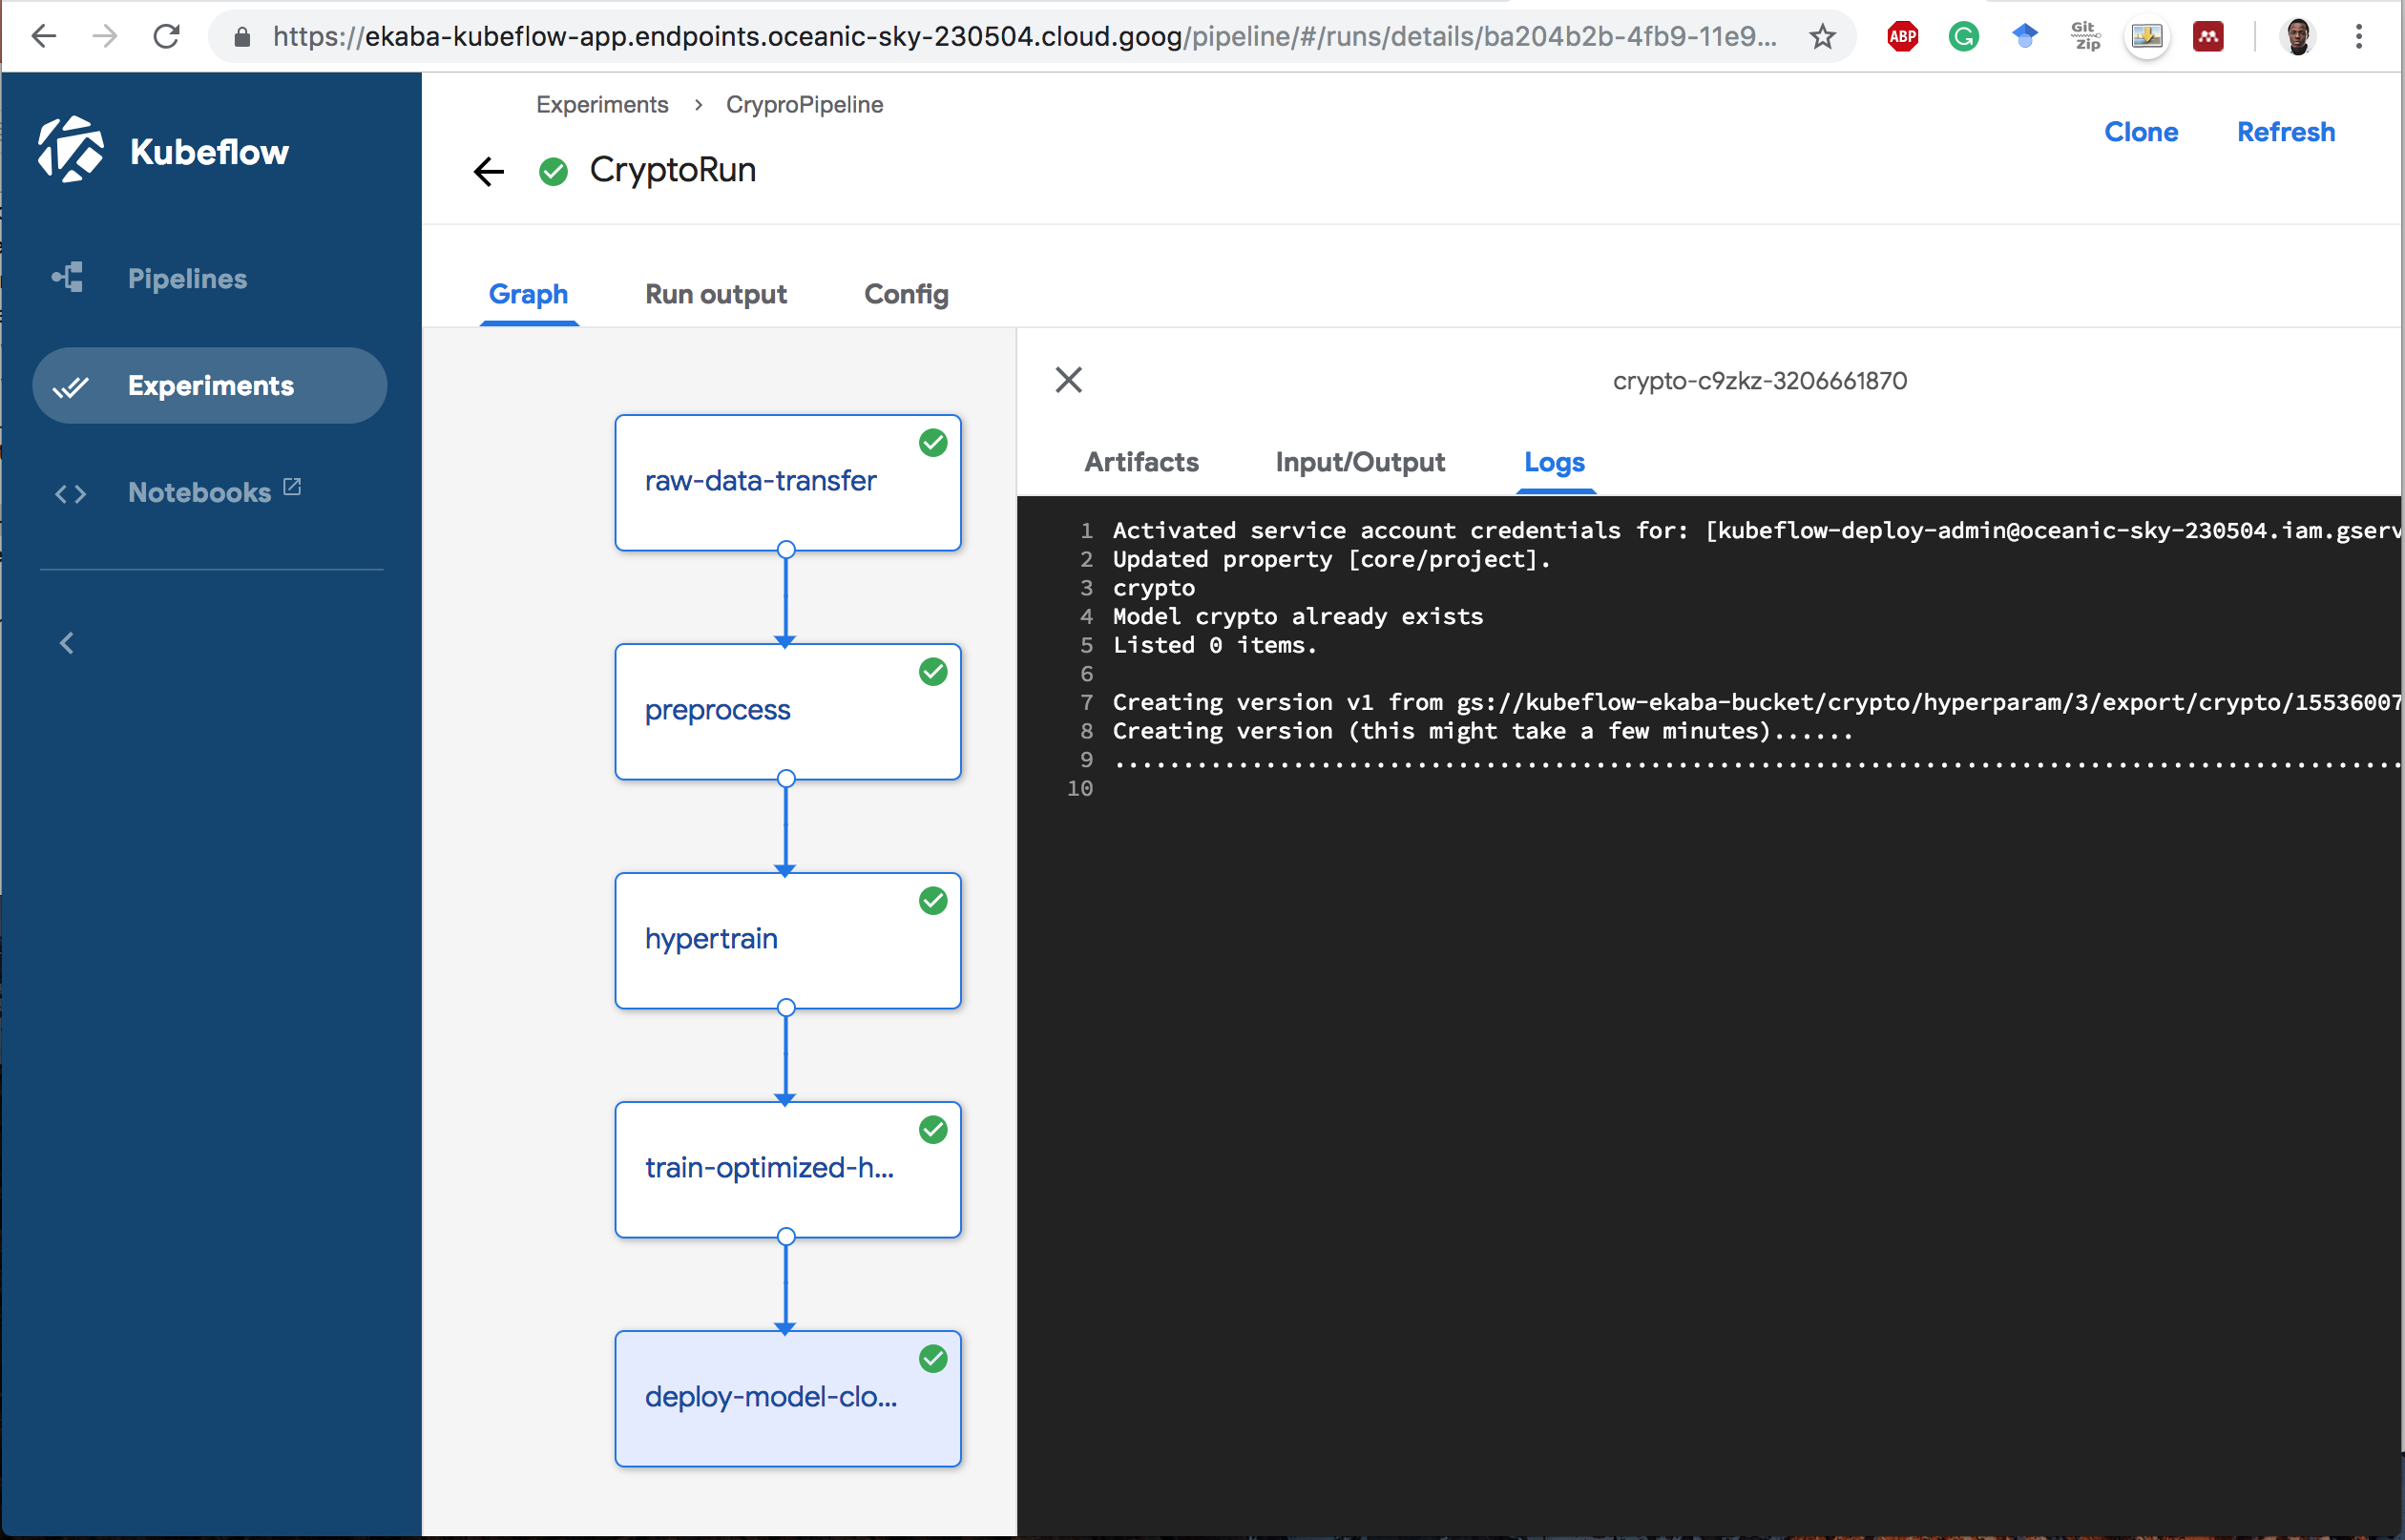 https://ekaba-kubeflow-app.endpoints.oceanic-sky-230504.cloud.goog/pipeline/#/runs/details/ba204b2b-4fb9-11e9...
ABP
Git
Zip
Kubeflow
Experiments > CryproPipeline
CryptoRun
Clone
Refresh
Pipelines
Experiments
Notebooks
Graph
Run output
Config
raw-data-transfer
preprocess
hypertrain
train-optimized-h...
deploy-model-clo...
crypto-c9zkz-3206661870
Artifacts
Input/Output
Logs
1 Activated service account credentials for: [kubeflow-deploy-admin@oceanic-sky-230504.iam.gserv
2 Updated property [core/project].
3 crypto
4 Model crypto already exists
5 Listed 0 items.
6
7 Creating version v1 from gs://kubeflow-ekaba-bucket/crypto/hyperparam/3/export/crypto/15536007
8 Creating version (this might take a few minutes)......
9 ..............................................................................................
10